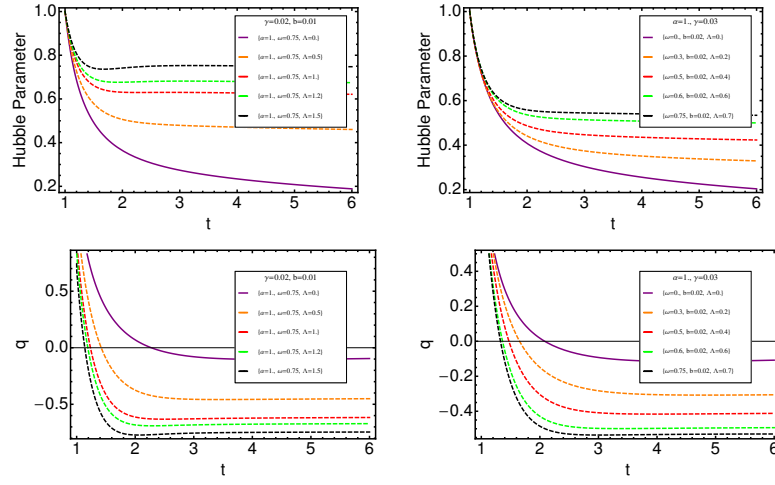 γ=0.02, b=0.01
{α=1., ω=0.75, Λ=0.}
{α=1., ω=0.75, Λ=0.5}
{α=1., ω=0.75, Λ=1.}
{α=1., ω=0.75, Λ=1.2}
{α=1., ω=0.75, Λ=1.5}
Hubble Parameter
1.0
0.8
0.6
0.4
0.2
1 2 3 4 5 6
t
α=1., γ=0.03
{ω=0., b=0.02, Λ=0.}
{ω=0.3, b=0.02, Λ=0.2}
{ω=0.5, b=0.02, Λ=0.4}
{ω=0.6, b=0.02, Λ=0.6}
{ω=0.75, b=0.02, Λ=0.7}
Hubble Parameter
1.0
0.8
0.6
0.4
0.2
1 2 3 4 5 6
t
γ=0.02, b=0.01
{α=1., ω=0.75, Λ=0.}
{α=1., ω=0.75, Λ=0.5}
{α=1., ω=0.75, Λ=1.}
{α=1., ω=0.75, Λ=1.2}
{α=1., ω=0.75, Λ=1.5}
q
0.5
0.0
−0.5
1 2 3 4 5 6
t
α=1., γ=0.03
{ω=0., b=0.02, Λ=0.}
{ω=0.3, b=0.02, Λ=0.2}
{ω=0.5, b=0.02, Λ=0.4}
{ω=0.6, b=0.02, Λ=0.6}
{ω=0.75, b=0.02, Λ=0.7}
q
0.4
0.2
0.0
−0.2
−0.4
1 2 3 4 5 6
t